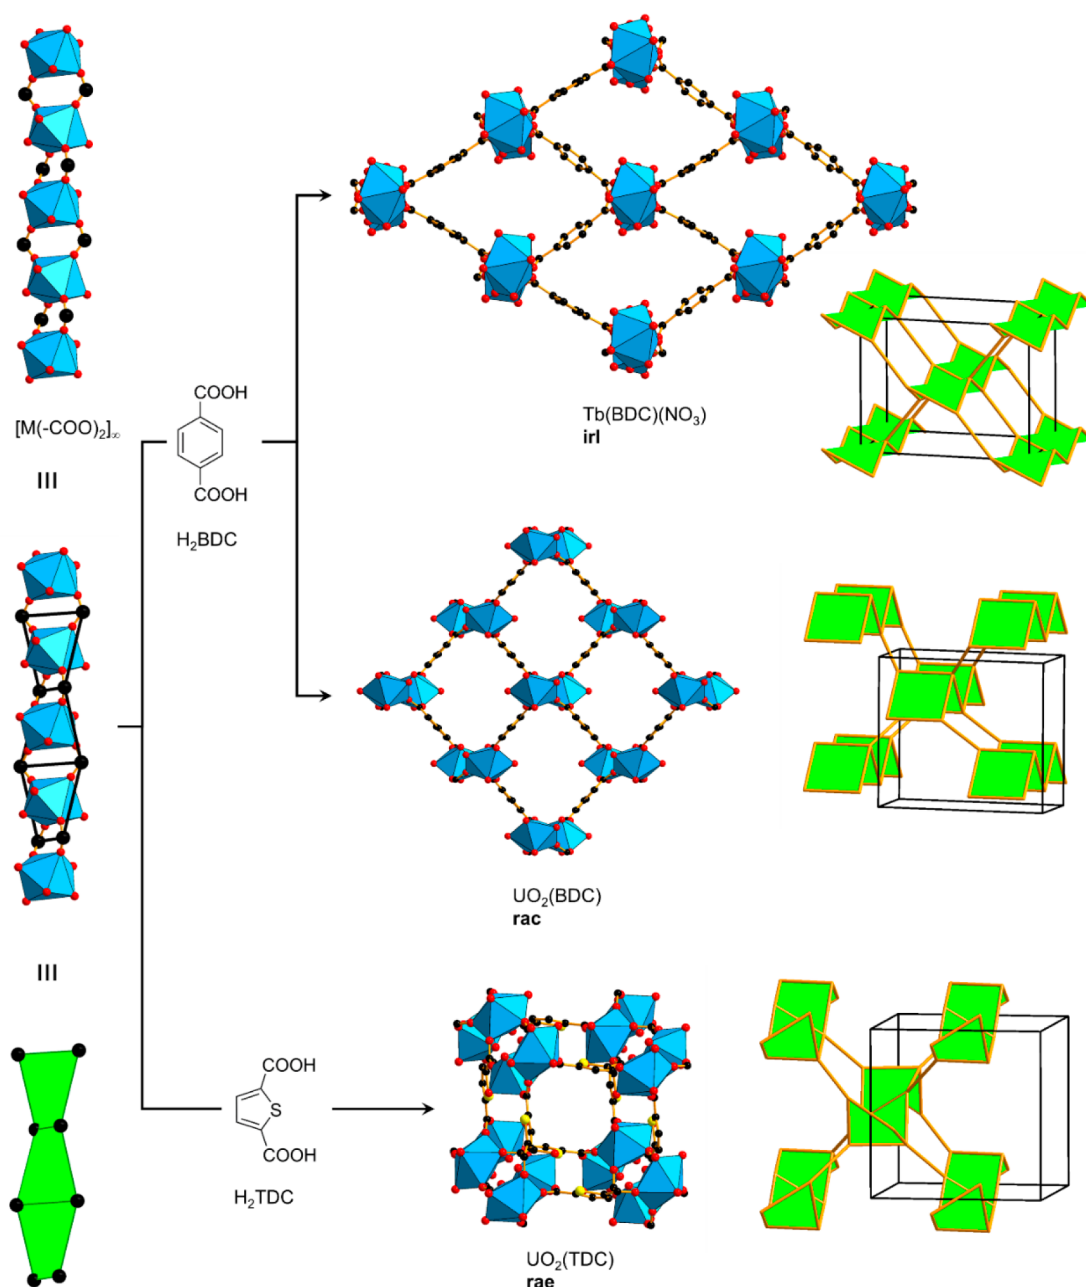 [M(-COO)₂]∞
III
COOH
COOH
H₂BDC
Tb(BDC)(NO₃)
irl
UO₂(BDC)
rac
III
COOH
S
COOH
H₂TDC
UO₂(TDC)
rae